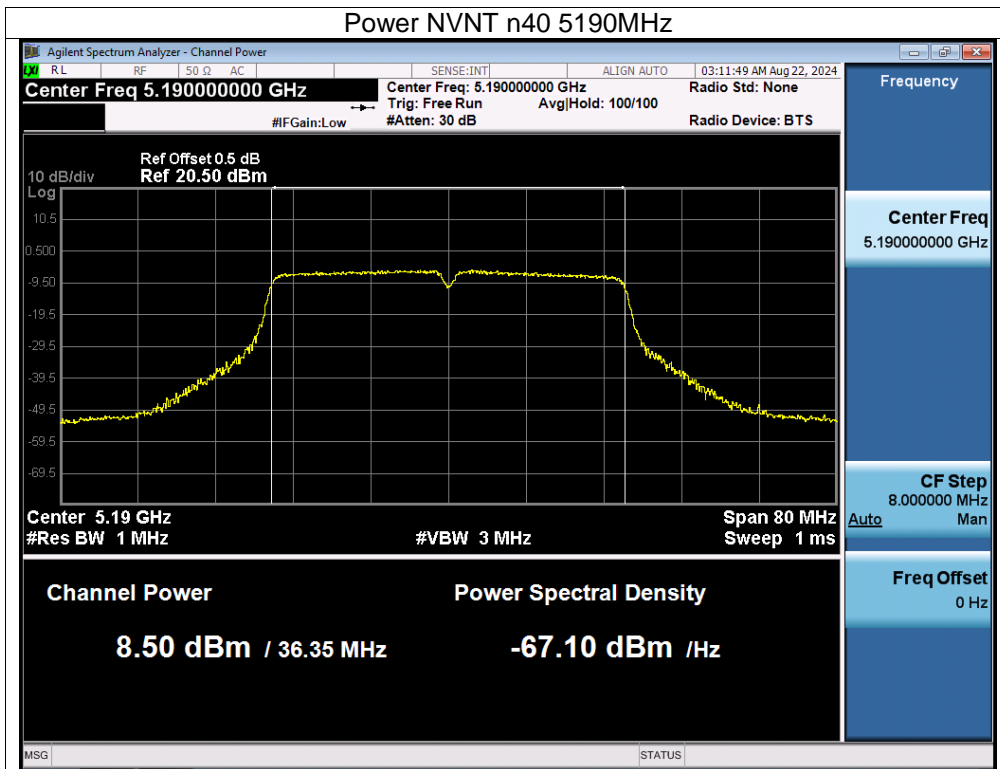 Power NVNT n40 5190MHz
Agilent Spectrum Analyzer - Channel Power
LXI RL RF 50 Ω AC SENSE:INT ALIGN AUTO 03:11:49 AM Aug 22, 2024
Center Freq 5.190000000 GHz
Center Freq: 5.190000000 GHz
Radio Std: None
Trig: Free Run Avg|Hold: 100/100
#IFGain:Low
#Atten: 30 dB
Radio Device: BTS
Frequency
Ref Offset 0.5 dB
10 dB/div Ref 20.50 dBm
Log
10.5
0.500
-9.50
-19.5
-29.5
-39.5
-49.5
-59.5
-69.5
Center 5.19 GHz
Span 80 MHz
#Res BW 1 MHz
#VBW 3 MHz
Sweep 1 ms
Channel Power
Power Spectral Density
8.50 dBm / 36.35 MHz
-67.10 dBm /Hz
Center Freq
5.190000000 GHz
CF Step
8.000000 MHz
Auto Man
Freq Offset
0 Hz
MSG
STATUS